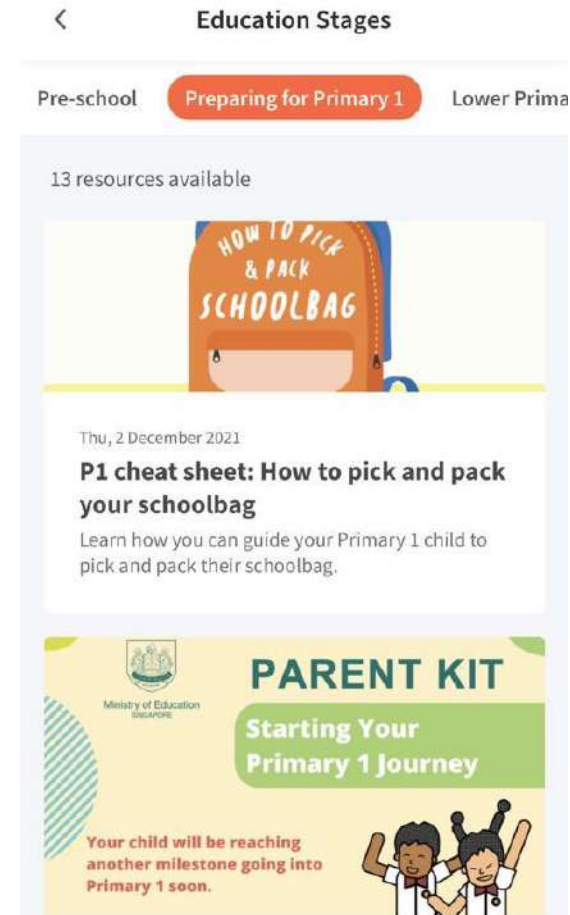 Education Stages
Pre-school Preparing for Primary 1 Lower Prima
13 resources available
HOW TO PICK
& PACK
SCHOOLBAG
Thu, 2 December 2021
P1 cheat sheet: How to pick and pack
your schoolbag
Learn how you can guide your Primary 1 child to
pick and pack their schoolbag.
Ministry of Education
SINGAPORE
PARENT KIT
Starting Your
Primary 1 Journey
Your child will be reaching
another milestone going into
Primary 1 soon.